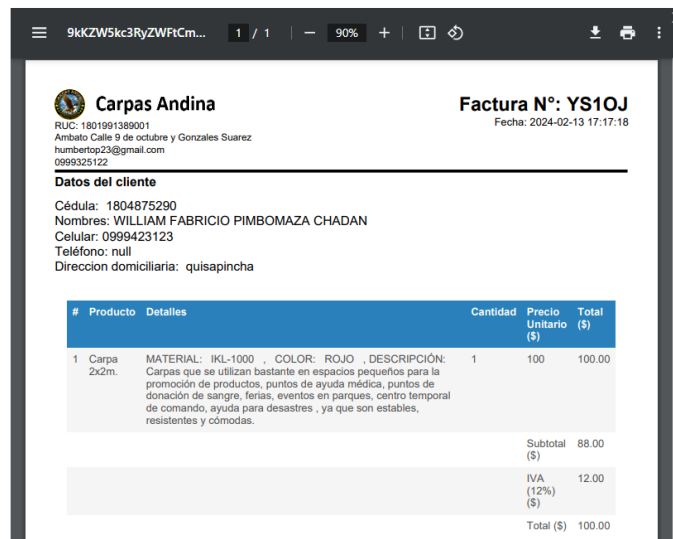 9kKZW5kc3RyZWFtCm...
1 / 1
90%
Carpas Andina
Factura N°: YS1OJ
RUC: 1801991389001
Fecha: 2024-02-13 17:17:18
Ambato Calle 9 de octubre y Gonzales Suarez
humbertop23@gmail.com
0999325122
Datos del cliente
Cédula: 1804875290
Nombres: WILLIAM FABRICIO PIMBOMAZA CHADAN
Celular: 0999423123
Teléfono: null
Direccion domiciliaria: quisapincha
# Producto Detalles Cantidad Precio Unitario ($) Total ($)
1 Carpa 2x2m. MATERIAL: IKL-1000 , COLOR: ROJO , DESCRIPCIÓN: 1 100 100.00
Carpas que se utilizan bastante en espacios pequeños para la
promoción de productos, puntos de ayuda médica, puntos de
donación de sangre, ferias, eventos en parques, centro temporal
de comando, ayuda para desastres , ya que son estables,
resistentes y cómodas.
Subtotal ($) 88.00
IVA (12%) ($) 12.00
Total ($) 100.00